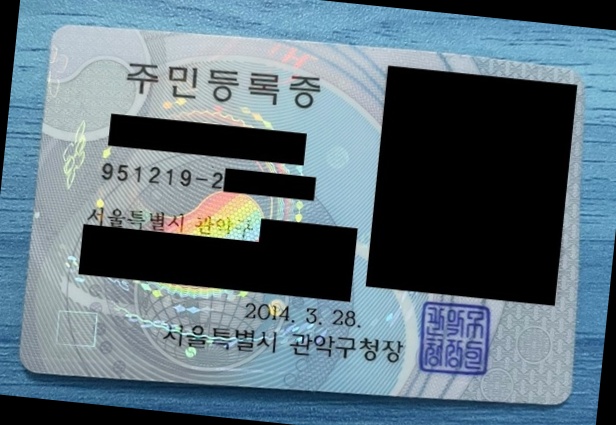 주민등록증
951219-2
서울특별시 관악구
2014. 3. 28.
서울특별시 관악구청장